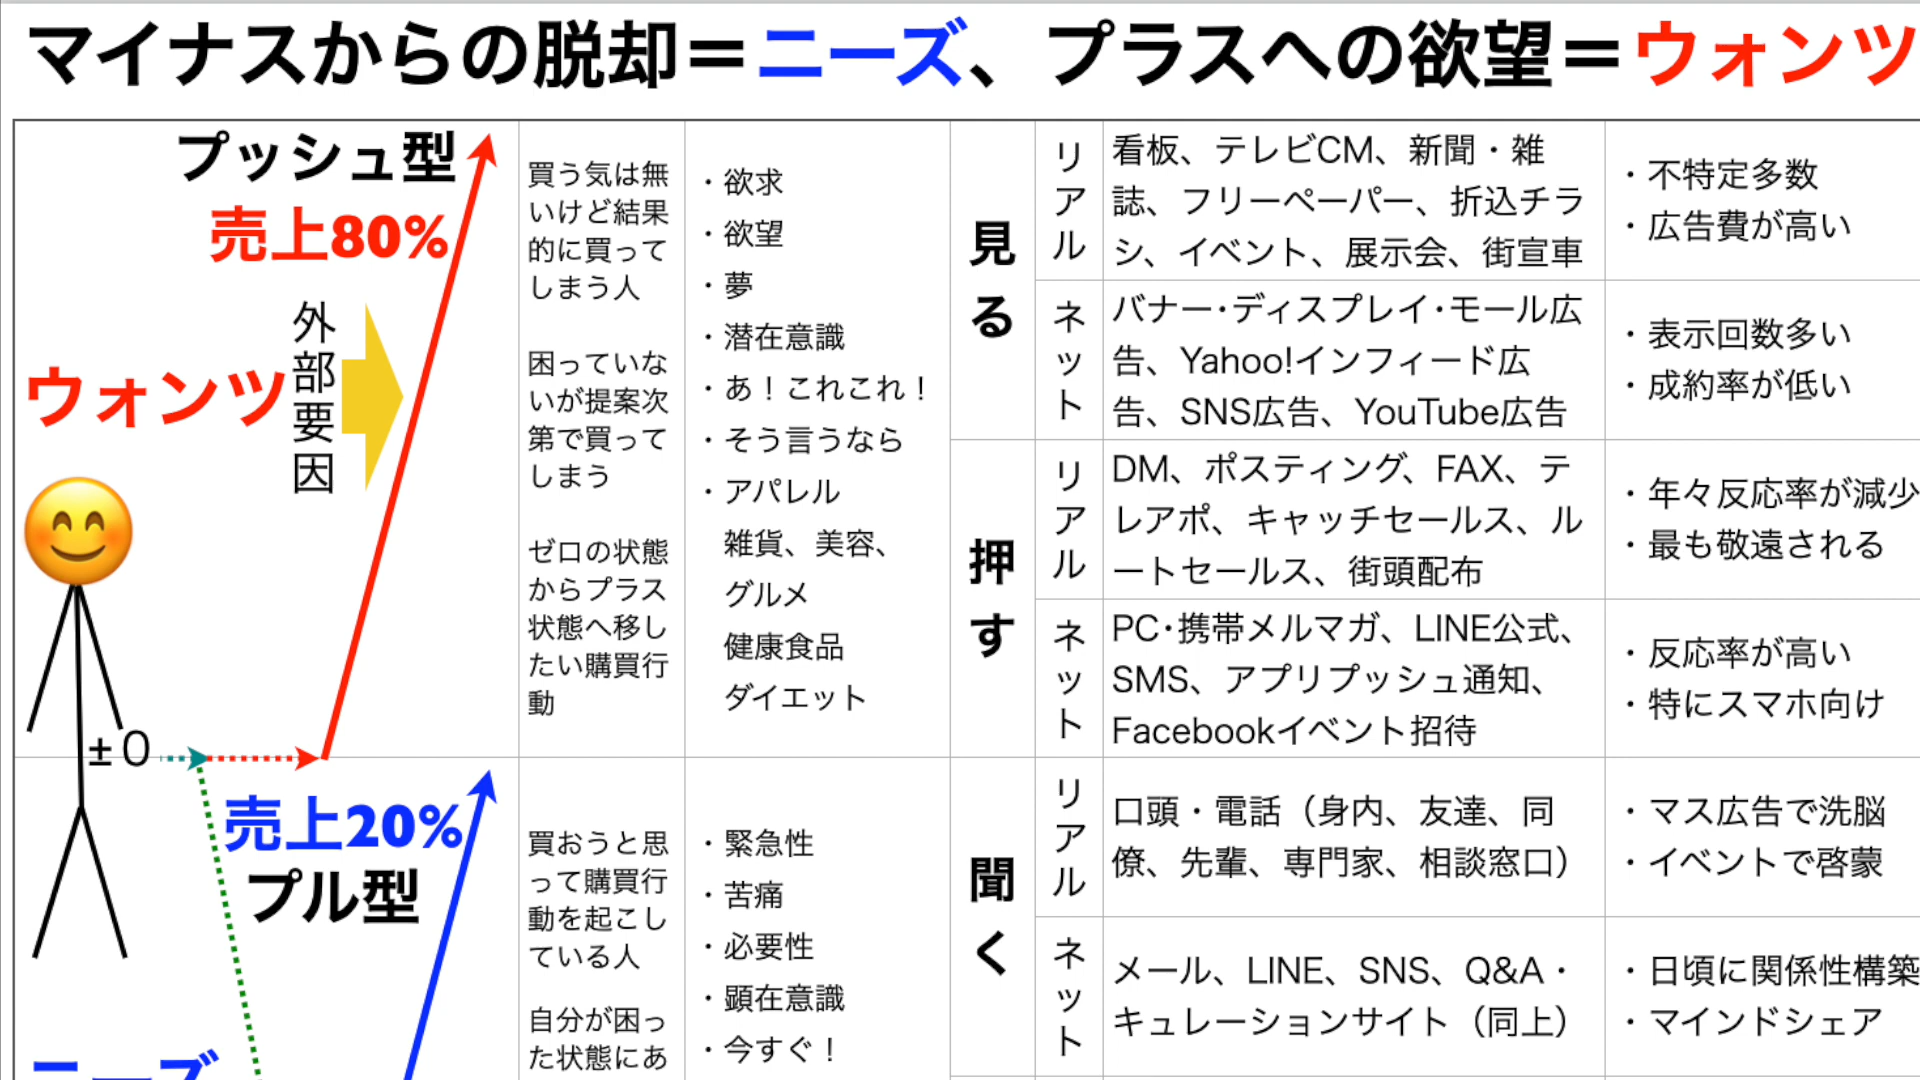 マイナスからの脱却＝ニーズ、プラスへの欲望＝ウォンツ
プッシュ型
売上80%
外部要因
ウォンツ
±0
売上20%
プル型
ニーズ
買う気は無
いけど結果
的に買って
しまう人
困っていな
いが提案次
第で買って
しまう
ゼロの状態
からプラス
状態へ移し
たい購買行
動
・欲求
・欲望
・夢
・潜在意識
・あ！これこれ！
・そう言うなら
・アパレル
雑貨、美容、
グルメ
健康食品
ダイエット
見る
リアル
看板、テレビCM、新聞・雑
誌、フリーペーパー、折込チラ
シ、イベント、展示会、街宣車
・不特定多数
・広告費が高い
ネット
バナー･ディスプレイ･モール広
告、Yahoo!インフィード広
告、SNS広告、YouTube広告
・表示回数多い
・成約率が低い
押す
リアル
DM、ポスティング、FAX、テ
レアポ、キャッチセールス、ル
ートセールス、街頭配布
・年々反応率が減少
・最も敬遠される
ネット
PC･携帯メルマガ、LINE公式、
SMS、アプリプッシュ通知、
Facebookイベント招待
・反応率が高い
・特にスマホ向け
買おうと思
って購買行
動を起こし
ている人
自分が困っ
た状態にあ
・緊急性
・苦痛
・必要性
・顕在意識
・今すぐ！
聞く
リアル
口頭・電話（身内、友達、同
僚、先輩、専門家、相談窓口）
・マス広告で洗脳
・イベントで啓蒙
ネット
メール、LINE、SNS、Q&A・
キュレーションサイト（同上）
・日頃に関係性構築
・マインドシェア